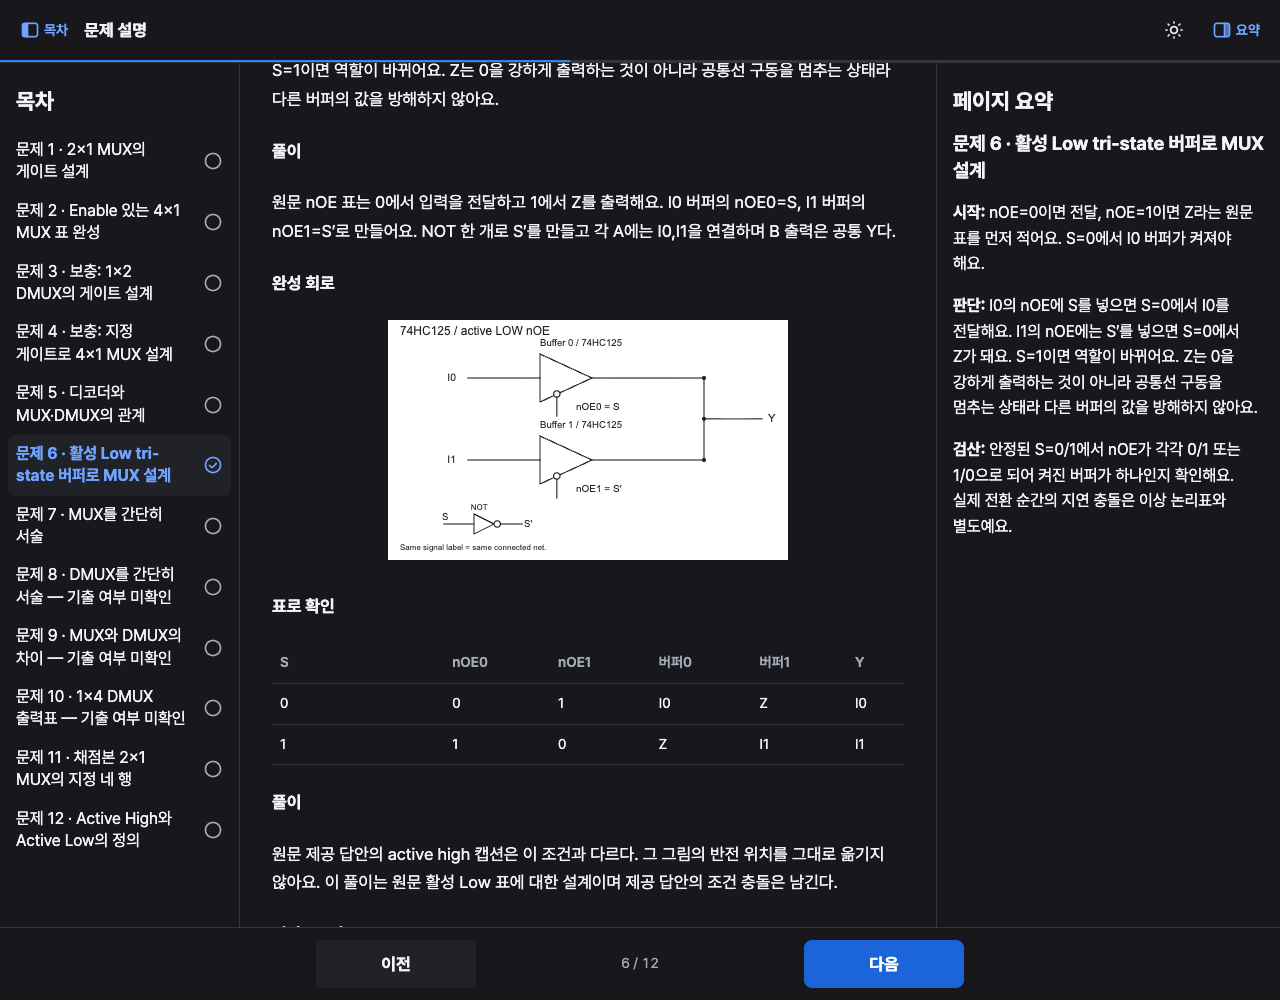 목차
문제 설명
요약
목차
문제 1 · 2×1 MUX의
게이트 설계
문제 2 · Enable 있는 4×1
MUX 표 완성
문제 3 · 보충: 1×2
DMUX의 게이트 설계
문제 4 · 보충: 지정
게이트로 4×1 MUX 설계
문제 5 · 디코더와
MUX·DMUX의 관계
문제 6 · 활성 Low tri-
state 버퍼로 MUX 설계
문제 7 · MUX를 간단히
서술
문제 8 · DMUX를 간단히
서술 — 기출 여부 미확인
문제 9 · MUX와 DMUX의
차이 — 기출 여부 미확인
문제 10 · 1×4 DMUX
출력표 — 기출 여부 미확인
문제 11 · 채점본 2×1
MUX의 지정 네 행
문제 12 · Active High와
Active Low의 정의
S=1이면 역할이 바뀌어요. Z는 0을 강하게 출력하는 것이 아니라 공통선 구동을 멈추는 상태라
다른 버퍼의 값을 방해하지 않아요.
풀이
원문 nOE 표는 0에서 입력을 전달하고 1에서 Z를 출력해요. I0 버퍼의 nOE0=S, I1 버퍼의
nOE1=S′로 만들어요. NOT 한 개로 S′를 만들고 각 A에는 I0,I1을 연결하며 B 출력은 공통 Y다.
완성 회로
74HC125 / active LOW nOE
Buffer 0 / 74HC125
I0
nOE0 = S
Buffer 1 / 74HC125
Y
I1
nOE1 = S'
NOT
S
S'
Same signal label = same connected net.
표로 확인
S nOE0 nOE1 버퍼0 버퍼1 Y
0 0 1 I0 Z I0
1 1 0 Z I1 I1
풀이
원문 제공 답안의 active high 캡션은 이 조건과 다르다. 그 그림의 반전 위치를 그대로 옮기지
않아요. 이 풀이는 원문 활성 Low 표에 대한 설계이며 제공 답안의 조건 충돌은 남긴다.
페이지 요약
문제 6 · 활성 Low tri-state 버퍼로 MUX
설계
시작: nOE=0이면 전달, nOE=1이면 Z라는 원문
표를 먼저 적어요. S=0에서 I0 버퍼가 켜져야
해요.
판단: I0의 nOE에 S를 넣으면 S=0에서 I0를
전달해요. I1의 nOE에는 S′를 넣으면 S=0에서
Z가 돼요. S=1이면 역할이 바뀌어요. Z는 0을
강하게 출력하는 것이 아니라 공통선 구동을
멈추는 상태라 다른 버퍼의 값을 방해하지 않아요.
검산: 안정된 S=0/1에서 nOE가 각각 0/1 또는
1/0으로 되어 켜진 버퍼가 하나인지 확인해요.
실제 전환 순간의 지연 충돌은 이상 논리표와
별도예요.
이전
6 / 12
다음